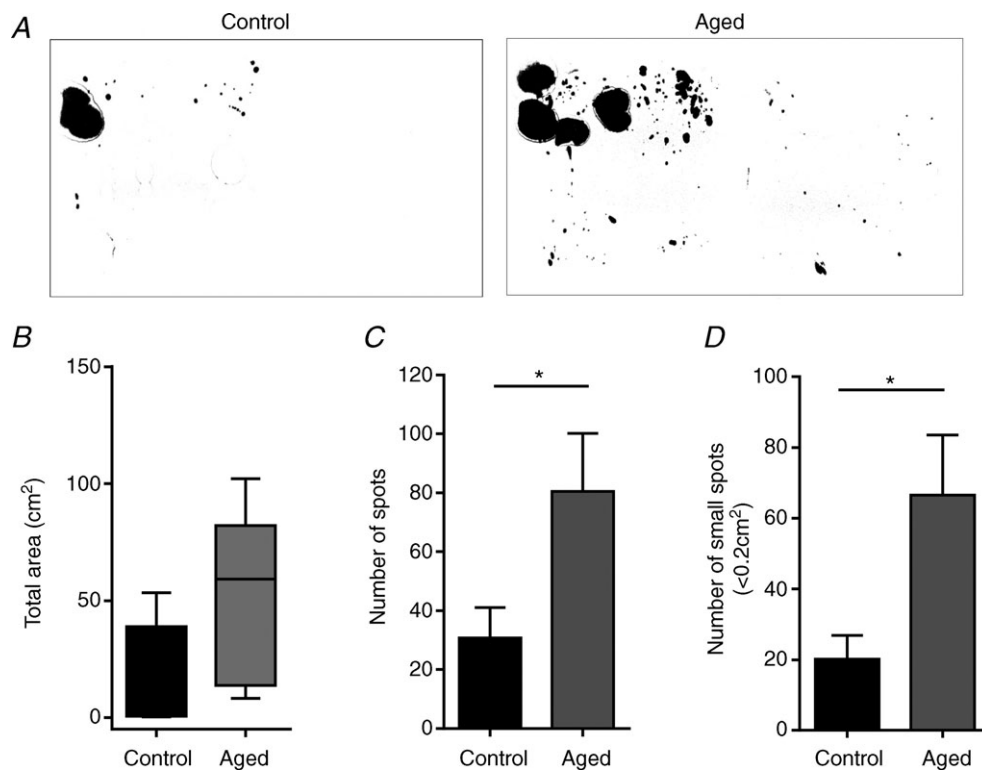 A
Control
Aged
B
Total area (cm²)
150
100
50
0
Control Aged
C
Number of spots
*
120
100
80
60
40
20
0
Control Aged
D
Number of small spots
(<0.2cm²)
*
100
80
60
40
20
0
Control Aged